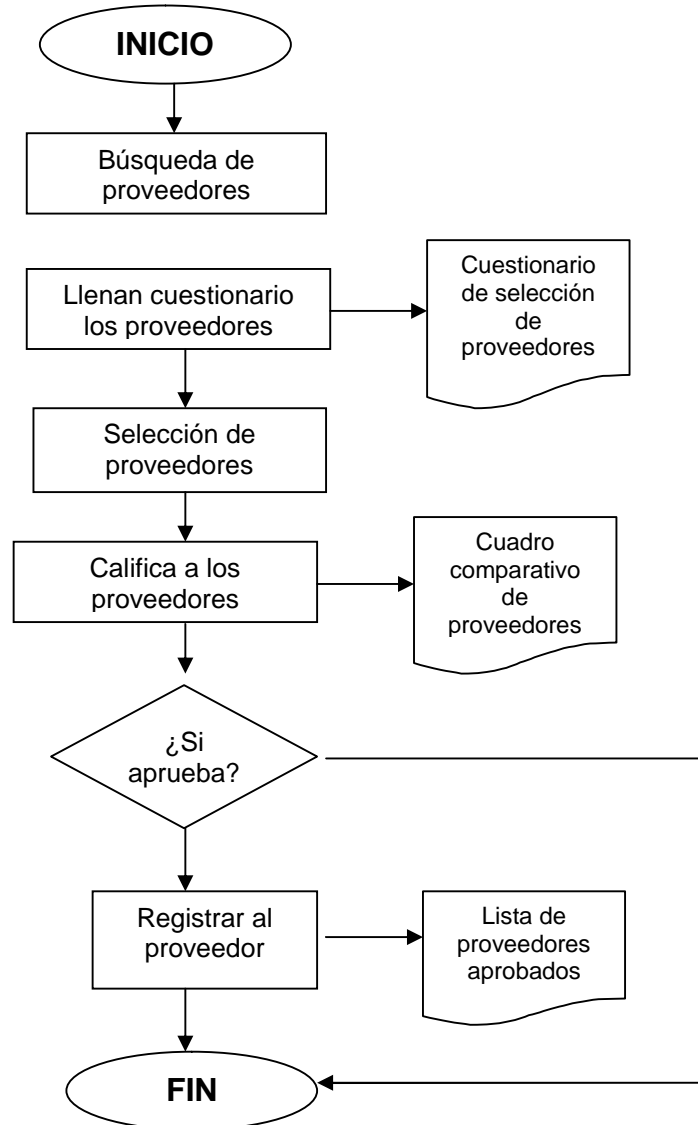 INICIO
Búsqueda de
proveedores
Llenan cuestionario
los proveedores
Cuestionario
de selección
de
proveedores
Selección de
proveedores
Califica a los
proveedores
Cuadro
comparativo
de
proveedores
¿Si
aprueba?
Registrar al
proveedor
Lista de
proveedores
aprobados
FIN